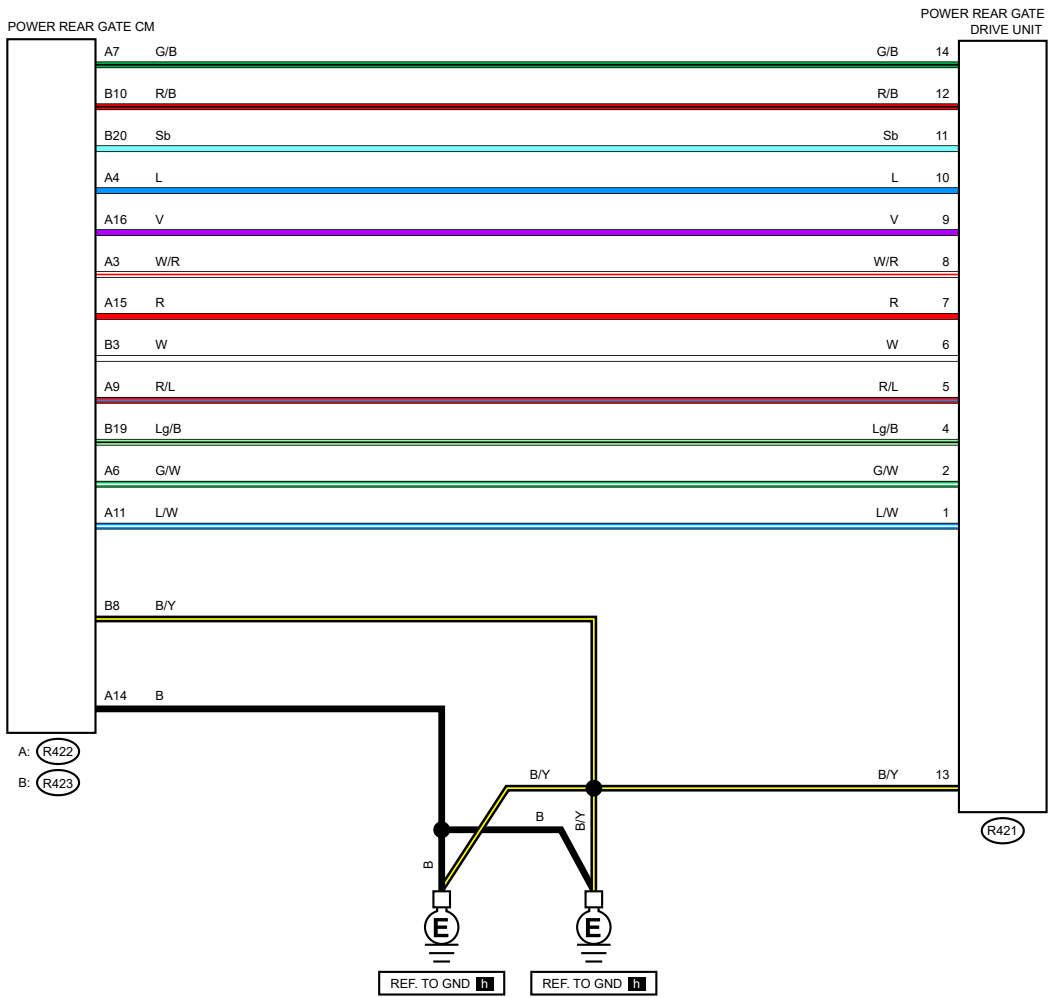 POWER REAR GATE CM
POWER REAR GATE
DRIVE UNIT
A7 G/B G/B 14
B10 R/B R/B 12
B20 Sb Sb 11
A4 L L 10
A16 V V 9
A3 W/R W/R 8
A15 R R 7
B3 W W 6
A9 R/L R/L 5
B19 Lg/B Lg/B 4
A6 G/W G/W 2
A11 L/W L/W 1
B8 B/Y
A14 B
A: R422
B: R423
B/Y B/Y 13
B B/Y
R421
B
E E
REF. TO GND h REF. TO GND h